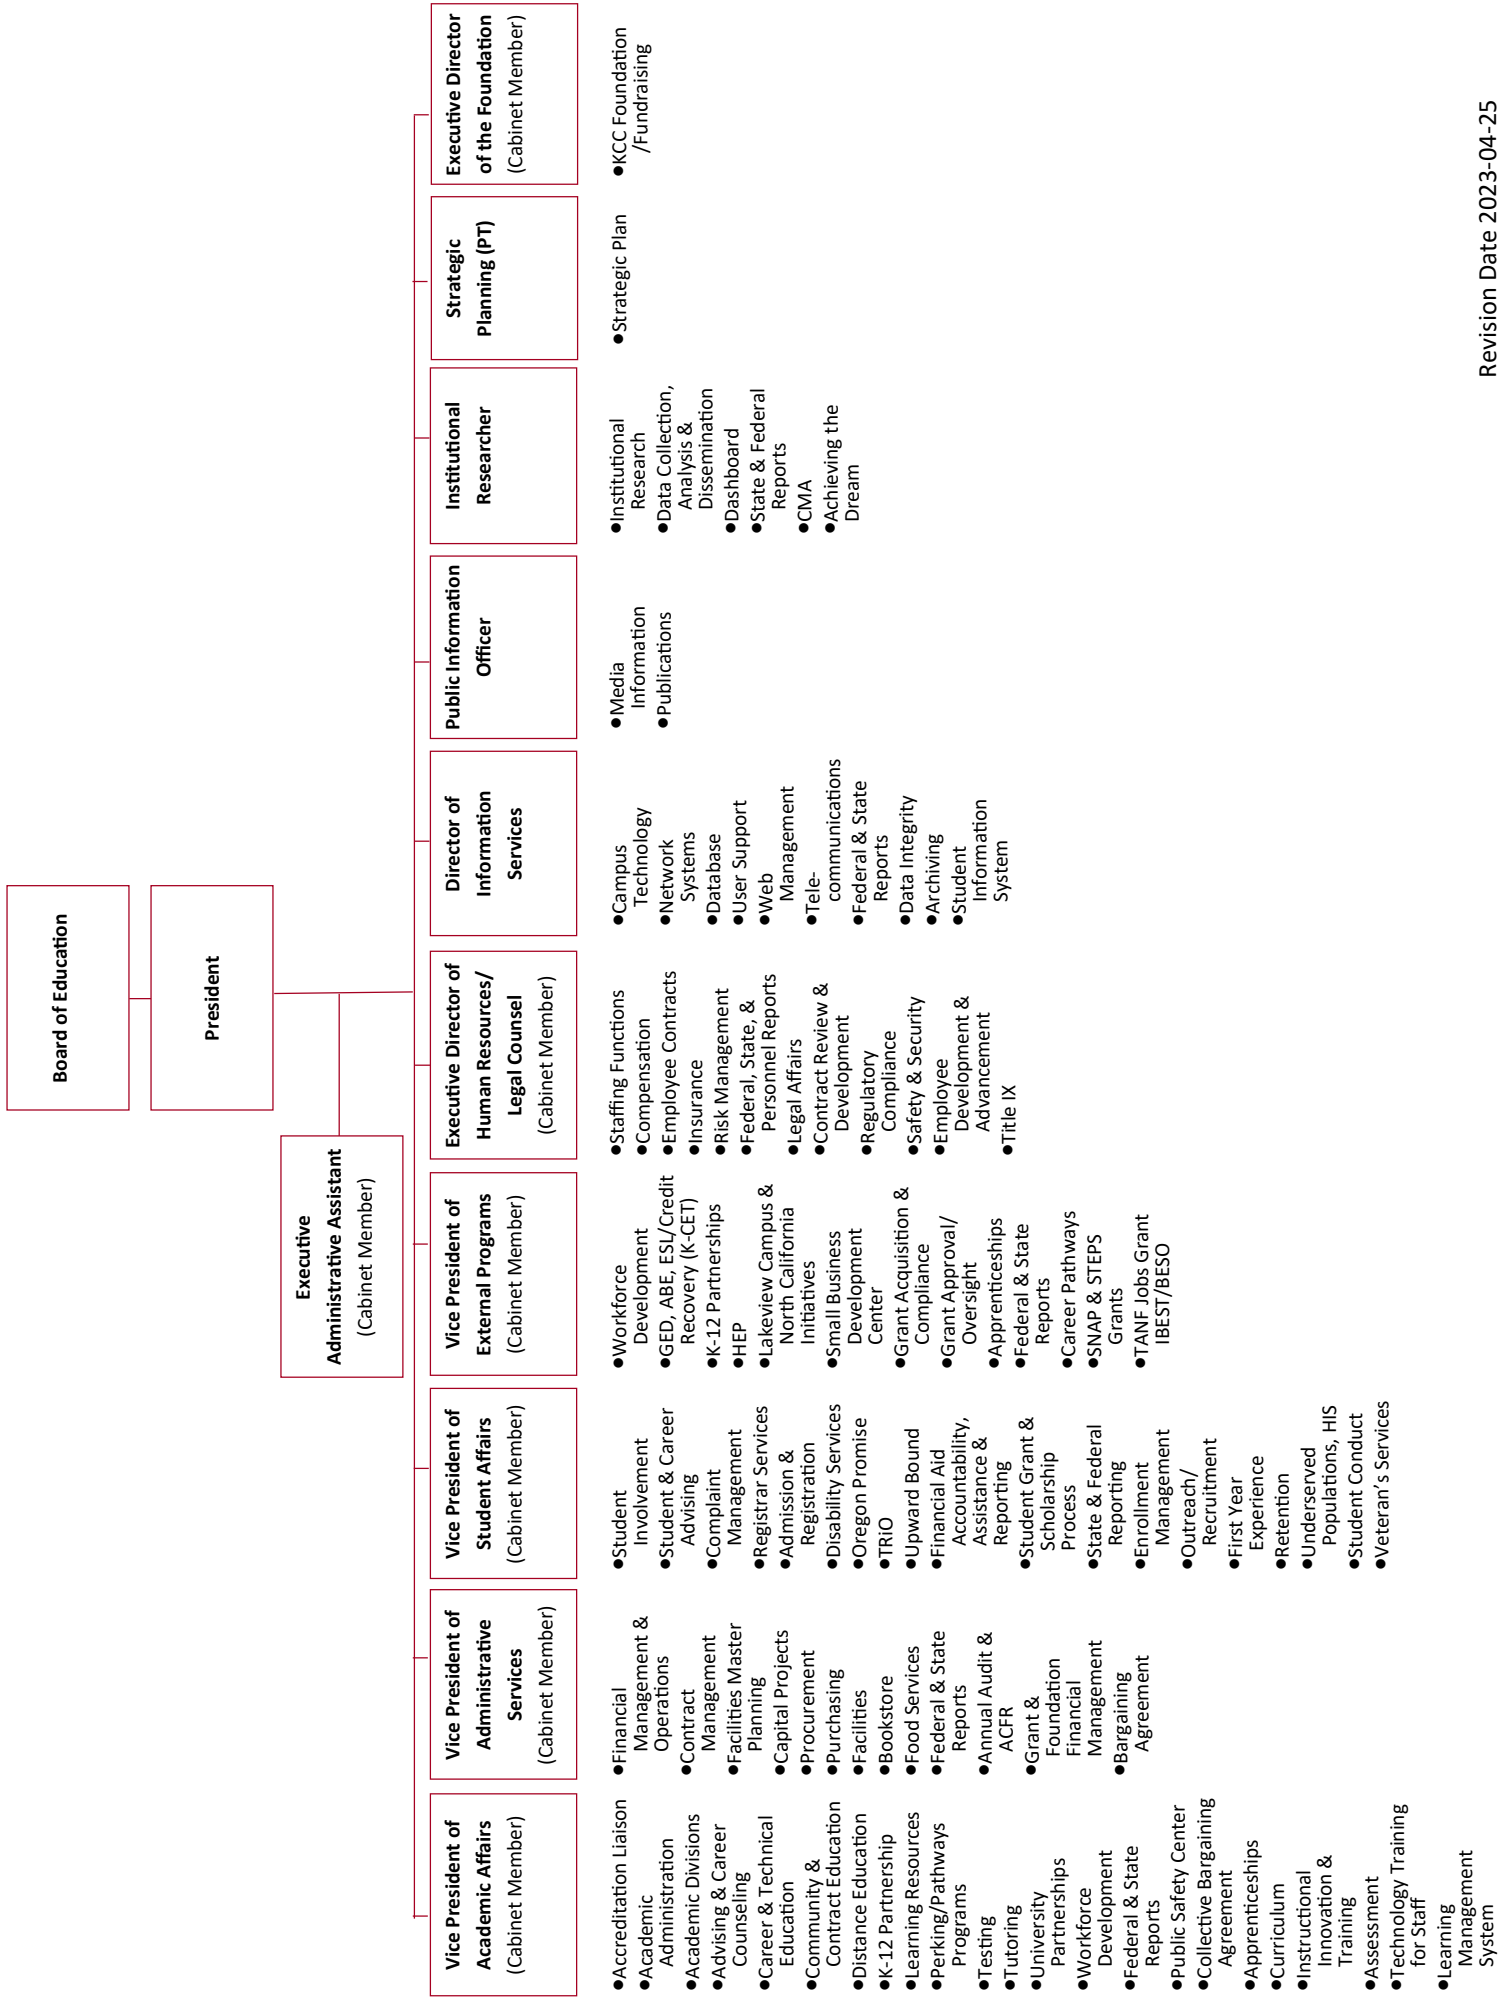 Board of Education
President
Executive
Administrative Assistant
(Cabinet Member)
Vice President of
Academic Affairs
(Cabinet Member)
●Accreditation Liaison
●Academic
Administration
●Academic Divisions
●Advising & Career
Counseling
●Career & Technical
Education
●Community &
Contract Education
●Distance Education
●K-12 Partnership
●Learning Resources
●Perking/Pathways
Programs
●Testing
●Tutoring
●University
Partnerships
●Workforce
Development
●Federal & State
Reports
●Public Safety Center
●Collective Bargaining
Agreement
●Apprenticeships
●Curriculum
●Instructional
Innovation &
Training
●Assessment
●Technology Training
for Staff
●Learning
Management
System
Vice President of
Administrative
Services
(Cabinet Member)
●Financial
Management &
Operations
●Contract
Management
●Facilities Master
Planning
●Capital Projects
●Procurement
●Purchasing
●Facilities
●Bookstore
●Food Services
●Federal & State
Reports
●Annual Audit &
ACFR
●Grant &
Foundation
Financial
Management
●Bargaining
Agreement
Vice President of
Student Affairs
(Cabinet Member)
●Student
Involvement
●Student & Career
Advising
●Complaint
Management
●Registrar Services
●Admission &
Registration
●Disability Services
●Oregon Promise
●TRiO
●Upward Bound
●Financial Aid
Accountability,
Assistance &
Reporting
●Student Grant &
Scholarship
Process
●State & Federal
Reporting
●Enrollment
Management
●Outreach/
Recruitment
●First Year
Experience
●Retention
●Underserved
Populations, HIS
●Student Conduct
●Veteran’s Services
Vice President of
External Programs
(Cabinet Member)
●Workforce
Development
●GED, ABE, ESL/Credit
Recovery (K-CET)
●K-12 Partnerships
●HEP
●Lakeview Campus &
North California
Initiatives
●Small Business
Development
Center
●Grant Acquisition &
Compliance
●Grant Approval/
Oversight
●Apprenticeships
●Federal & State
Reports
●Career Pathways
●SNAP & STEPS
Grants
●TANF Jobs Grant
IBEST/BESO
Executive Director of
Human Resources/
Legal Counsel
(Cabinet Member)
●Staffing Functions
●Compensation
●Employee Contracts
●Insurance
●Risk Management
●Federal, State, &
Personnel Reports
●Legal Affairs
●Contract Review &
Development
●Regulatory
Compliance
●Safety & Security
●Employee
Development &
Advancement
●Title IX
Director of
Information
Services
●Campus
Technology
●Network
Systems
●Database
●User Support
●Web
Management
●Tele-
communications
●Federal & State
Reports
●Data Integrity
●Archiving
●Student
Information
System
Public Information
Officer
●Media
Information
●Publications
Institutional
Researcher
●Institutional
Research
●Data Collection,
Analysis &
Dissemination
●Dashboard
●State & Federal
Reports
●CMA
●Achieving the
Dream
Strategic
Planning (PT)
●Strategic Plan
Executive Director
of the Foundation
(Cabinet Member)
●KCC Foundation
/Fundraising
Revision Date 2023-04-25